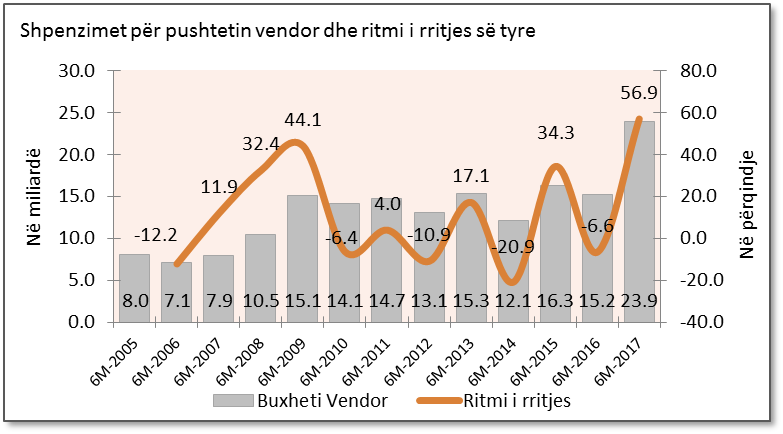 Shpenzimet për pushtetin vendor dhe ritmi i rritjes së tyre
30.0
25.0
20.0
15.0
10.0
5.0
0.0
Në miliardë
80.0
60.0
40.0
20.0
0.0
-20.0
-40.0
Në përqindje
-12.2
11.9
32.4
44.1
-6.4
4.0
-10.9
17.1
-20.9
34.3
-6.6
56.9
8.0 7.1 7.9 10.5 15.1 14.1 14.7 13.1 15.3 12.1 16.3 15.2 23.9
6M-2005
6M-2006
6M-2007
6M-2008
6M-2009
6M-2010
6M-2011
6M-2012
6M-2013
6M-2014
6M-2015
6M-2016
6M-2017
Buxheti Vendor Ritmi i rritjes